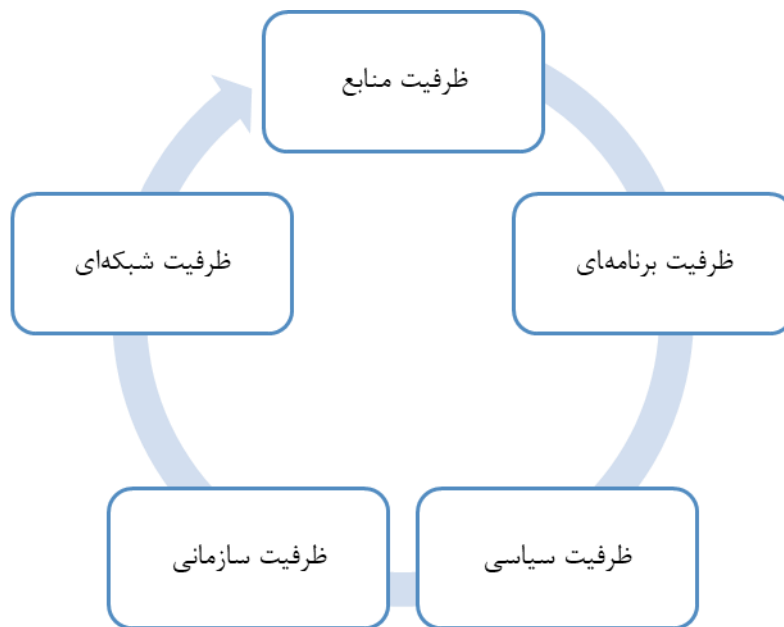 ظرفیت منابع
ظرفیت برنامه‌ای
ظرفیت سیاسی
ظرفیت سازمانی
ظرفیت شبکه‌ای